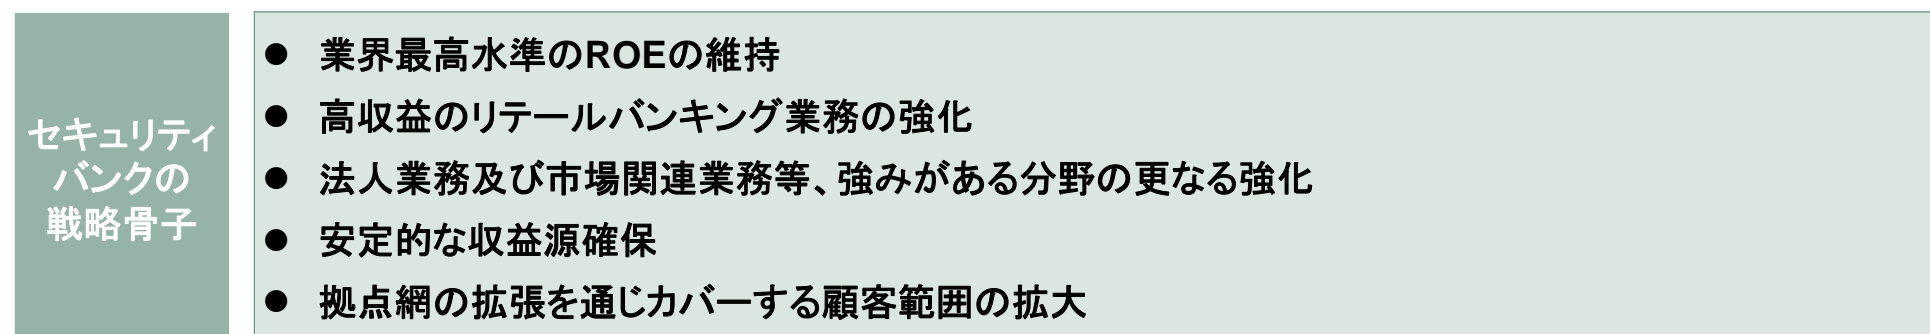 セキュリティ
バンクの
戦略骨子
● 業界最高水準のROEの維持
● 高収益のリテールバンキング業務の強化
● 法人業務及び市場関連業務等、強みがある分野の更なる強化
● 安定的な収益源確保
● 拠点網の拡張を通じカバーする顧客範囲の拡大